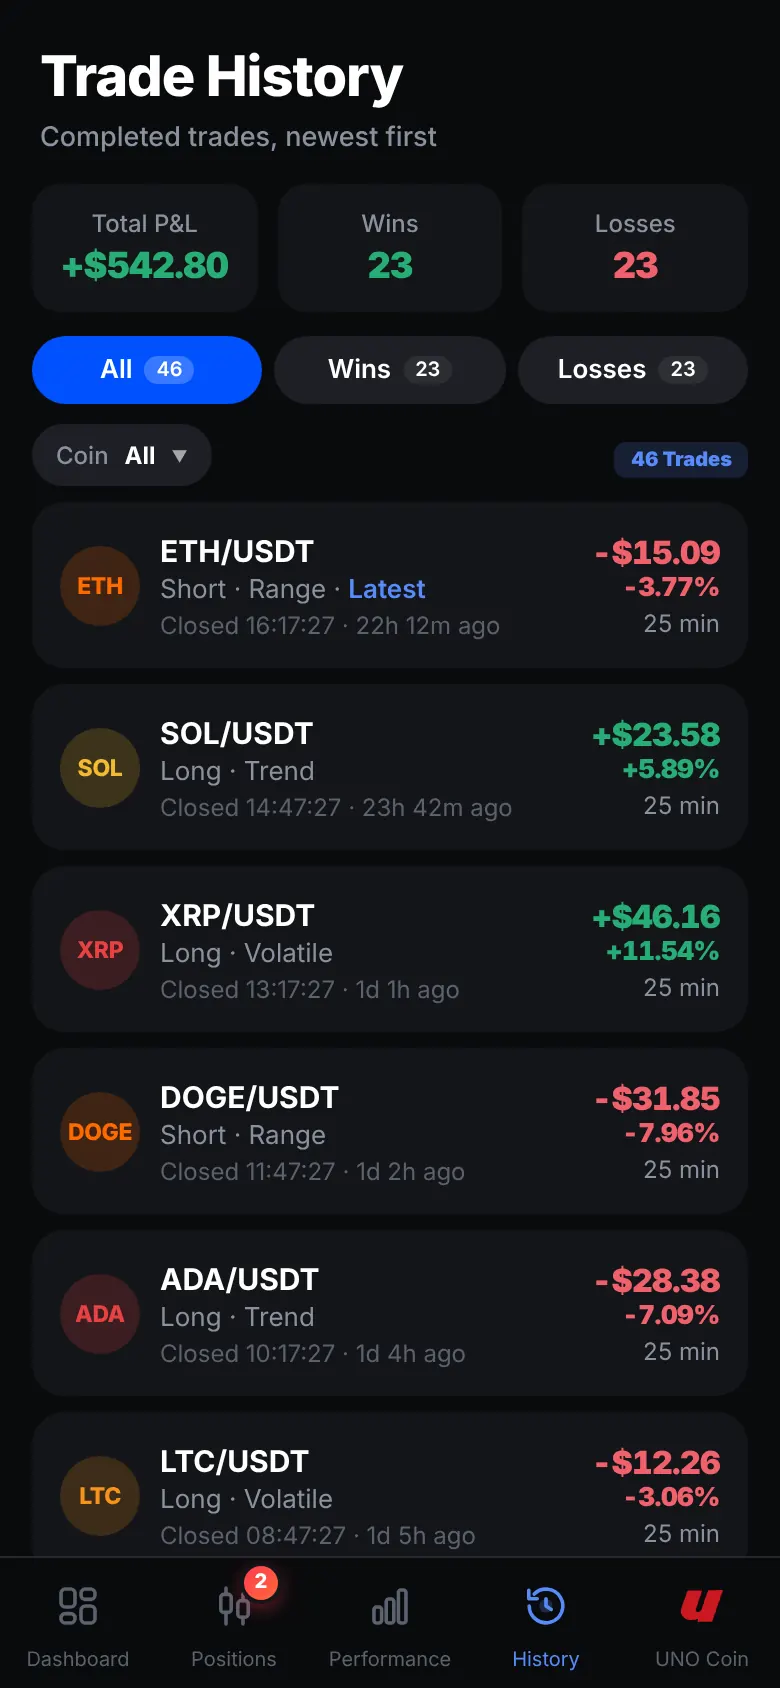 Trade History
Completed trades, newest first
Total P&L
+$542.80
Wins
23
Losses
23
All 46
Wins 23
Losses 23
Coin All ▼
46 Trades
ETH
ETH/USDT
Short · Range · Latest
Closed 16:17:27 · 22h 12m ago
-$15.09
-3.77%
25 min
SOL
SOL/USDT
Long · Trend
Closed 14:47:27 · 23h 42m ago
+$23.58
+5.89%
25 min
XRP
XRP/USDT
Long · Volatile
Closed 13:17:27 · 1d 1h ago
+$46.16
+11.54%
25 min
DOGE
DOGE/USDT
Short · Range
Closed 11:47:27 · 1d 2h ago
-$31.85
-7.96%
25 min
ADA
ADA/USDT
Long · Trend
Closed 10:17:27 · 1d 4h ago
-$28.38
-7.09%
25 min
LTC
LTC/USDT
Long · Volatile
Closed 08:47:27 · 1d 5h ago
-$12.26
-3.06%
25 min
Dashboard
2
Positions
Performance
History
UNO Coin